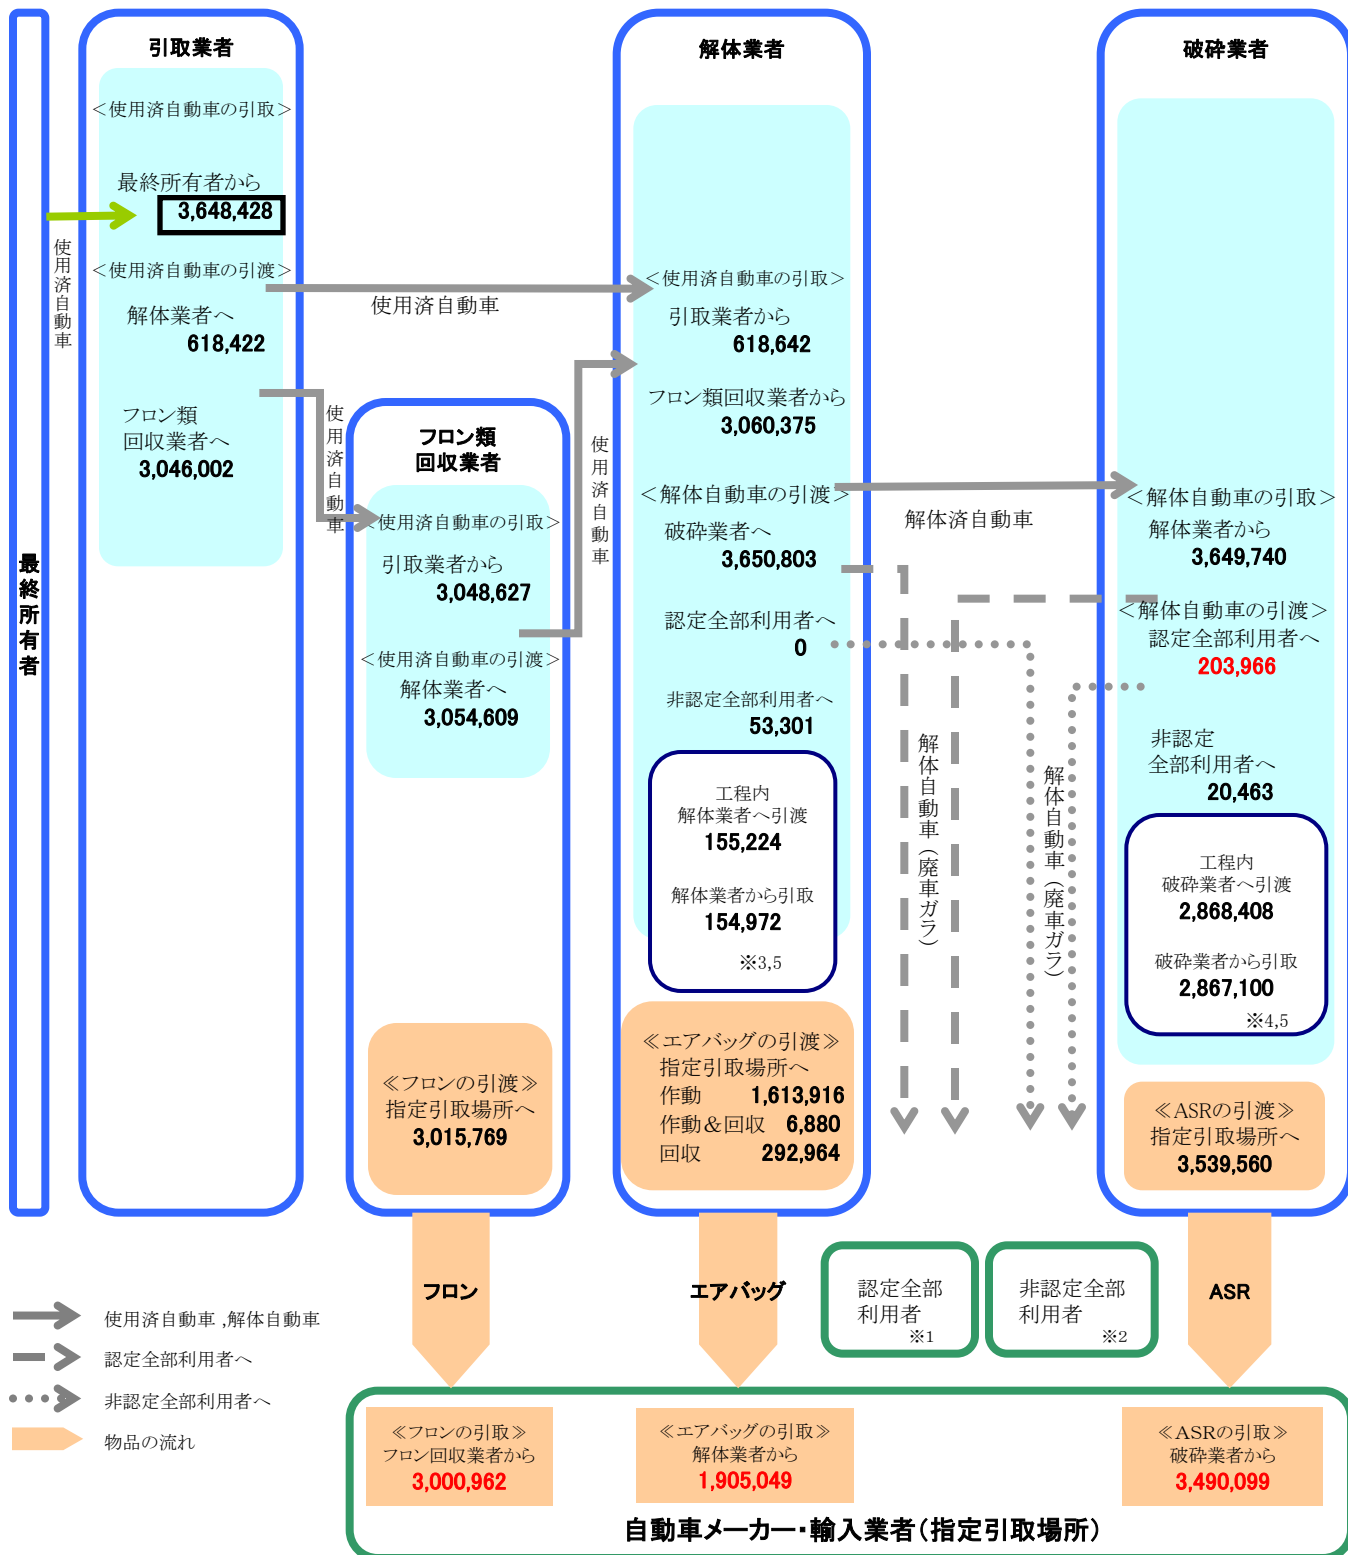 最終所有者
使用済自動車
引取業者
＜使用済自動車の引取＞
最終所有者から
3,648,428
＜使用済自動車の引渡＞
解体業者へ
618,422
フロン類
回収業者へ
3,046,002
使用済自動車
使用済自動車
フロン類
回収業者
＜使用済自動車の引取＞
引取業者から
3,048,627
＜使用済自動車の引渡＞
解体業者へ
3,054,609
≪フロンの引渡≫
指定引取場所へ
3,015,769
使用済自動車
解体業者
＜使用済自動車の引取＞
引取業者から
618,642
フロン類回収業者から
3,060,375
＜解体自動車の引渡＞
破砕業者へ
3,650,803
認定全部利用者へ
0
非認定全部利用者へ
53,301
工程内
解体業者へ引渡
155,224
解体業者から引取
154,972
※3,5
≪エアバッグの引渡≫
指定引取場所へ
作動 1,613,916
作動＆回収 6,880
回収 292,964
解体済自動車
解体自動車（廃車ガラ）
解体自動車（廃車ガラ）
破砕業者
＜解体自動車の引取＞
解体業者から
3,649,740
＜解体自動車の引渡＞
認定全部利用者へ
203,966
非認定
全部利用者へ
20,463
工程内
破砕業者へ引渡
2,868,408
破砕業者から引取
2,867,100
※4,5
≪ASRの引渡≫
指定引取場所へ
3,539,560
フロン
エアバッグ
認定全部
利用者
※1
非認定全部
利用者
※2
ASR
使用済自動車 ,解体自動車
認定全部利用者へ
非認定全部利用者へ
物品の流れ
≪フロンの引取≫
フロン回収業者から
3,000,962
≪エアバッグの引取≫
解体業者から
1,905,049
≪ASRの引取≫
破砕業者から
3,490,099
自動車メーカー・輸入業者（指定引取場所）